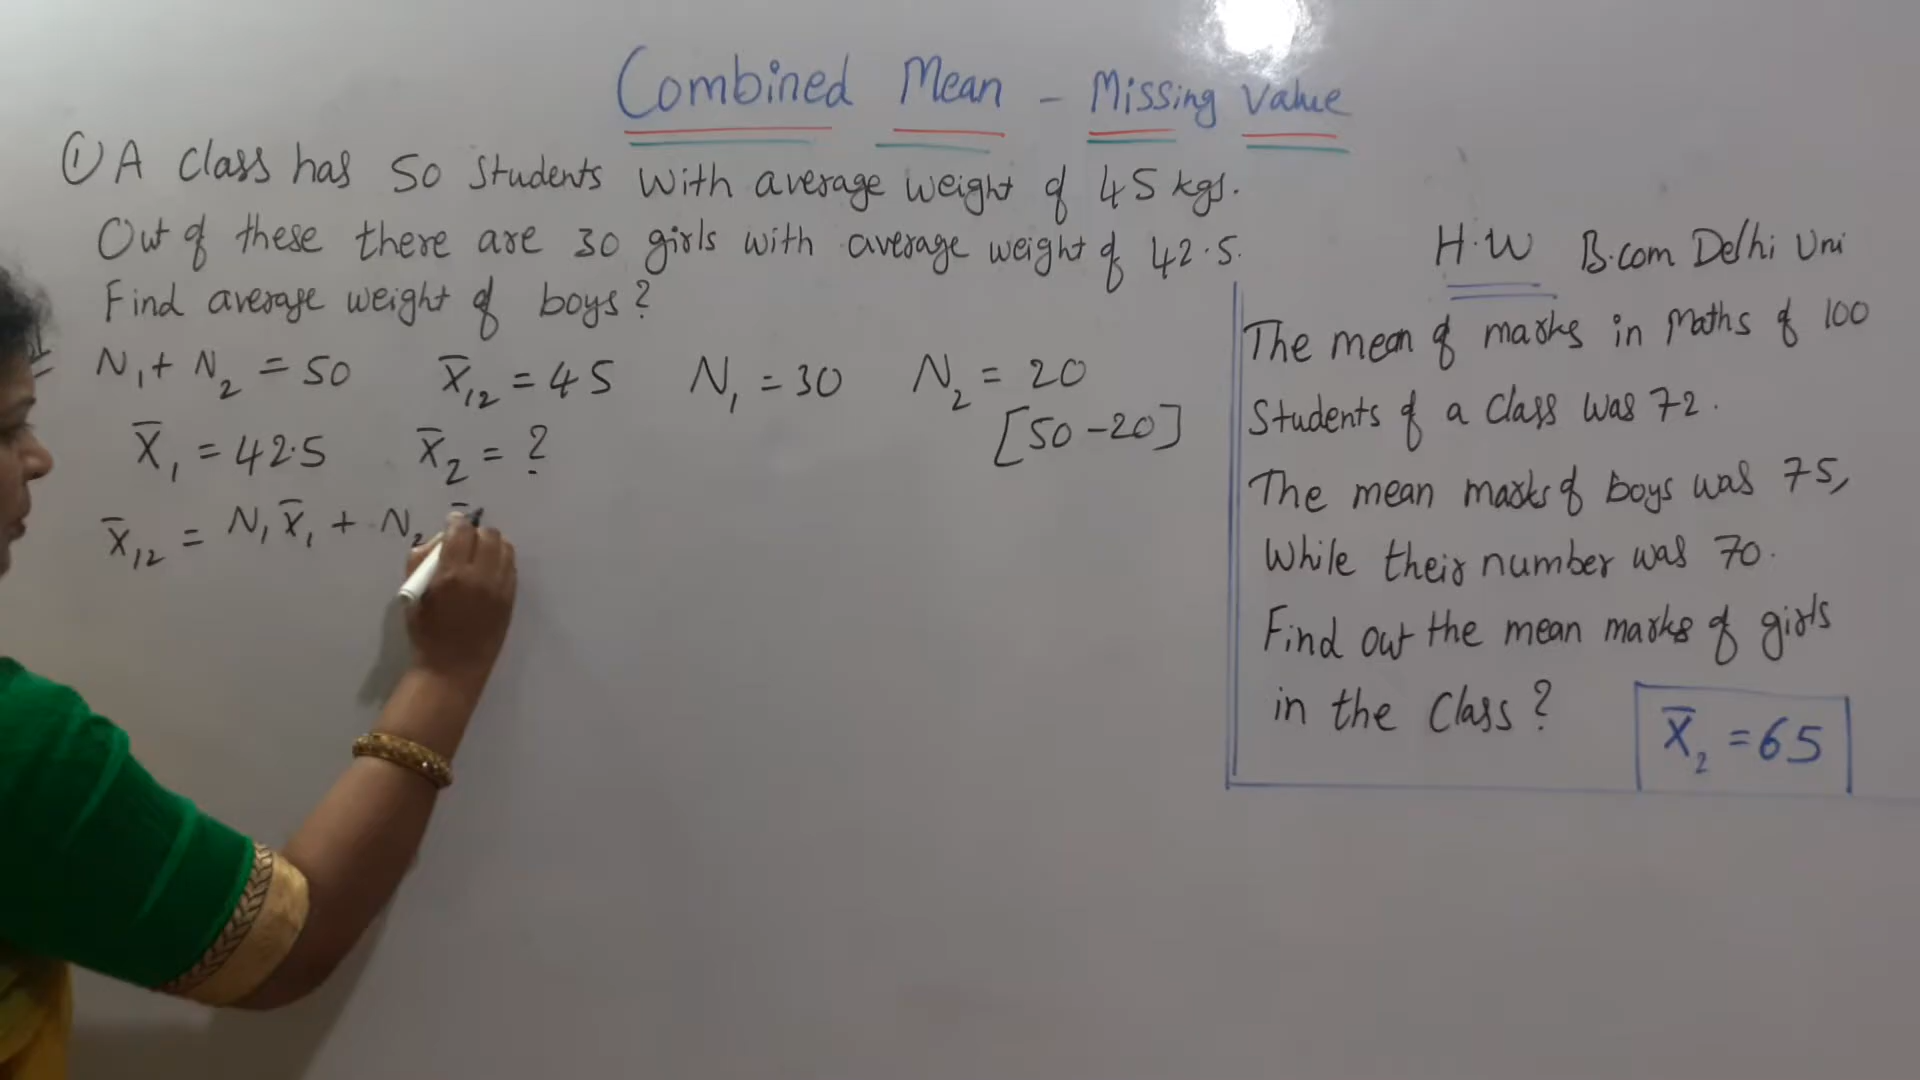 Combined Mean - Missing Value
① A Class has 50 Students with average weight of 45 kgs.
Out of these there are 30 girls with average weight of 42.5.
Find average weight of boys?
N₁ + N₂ = 50 X̄₁₂ = 45 N₁ = 30 N₂ = 20
[50-20]
X̄₁ = 42.5 X̄₂ = ?
X̄₁₂ = N₁ X̄₁ + N₂
H.W B.com Delhi Uni
The mean of marks in Maths of 100
Students of a Class was 72.
The mean marks of boys was 75,
While their number was 70.
Find out the mean marks of girls
in the Class?
X̄₂ = 65